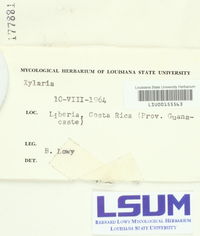 177881
MYCOLOGICAL HERBARIUM OF LOUISIANA STATE UNIVERSITY
Xylaria
Louisiana State University Herbarium
LSU00155563
10-VIII-1964
LOC. Liberia, Costa Rica (Prov. Guana-
caste)
LEG. B. Lowy
DET.
LSUM
BERNARD LOWY MYCOLOGICAL HERBARIUM
LOUISIANA STATE UNIVERSITY